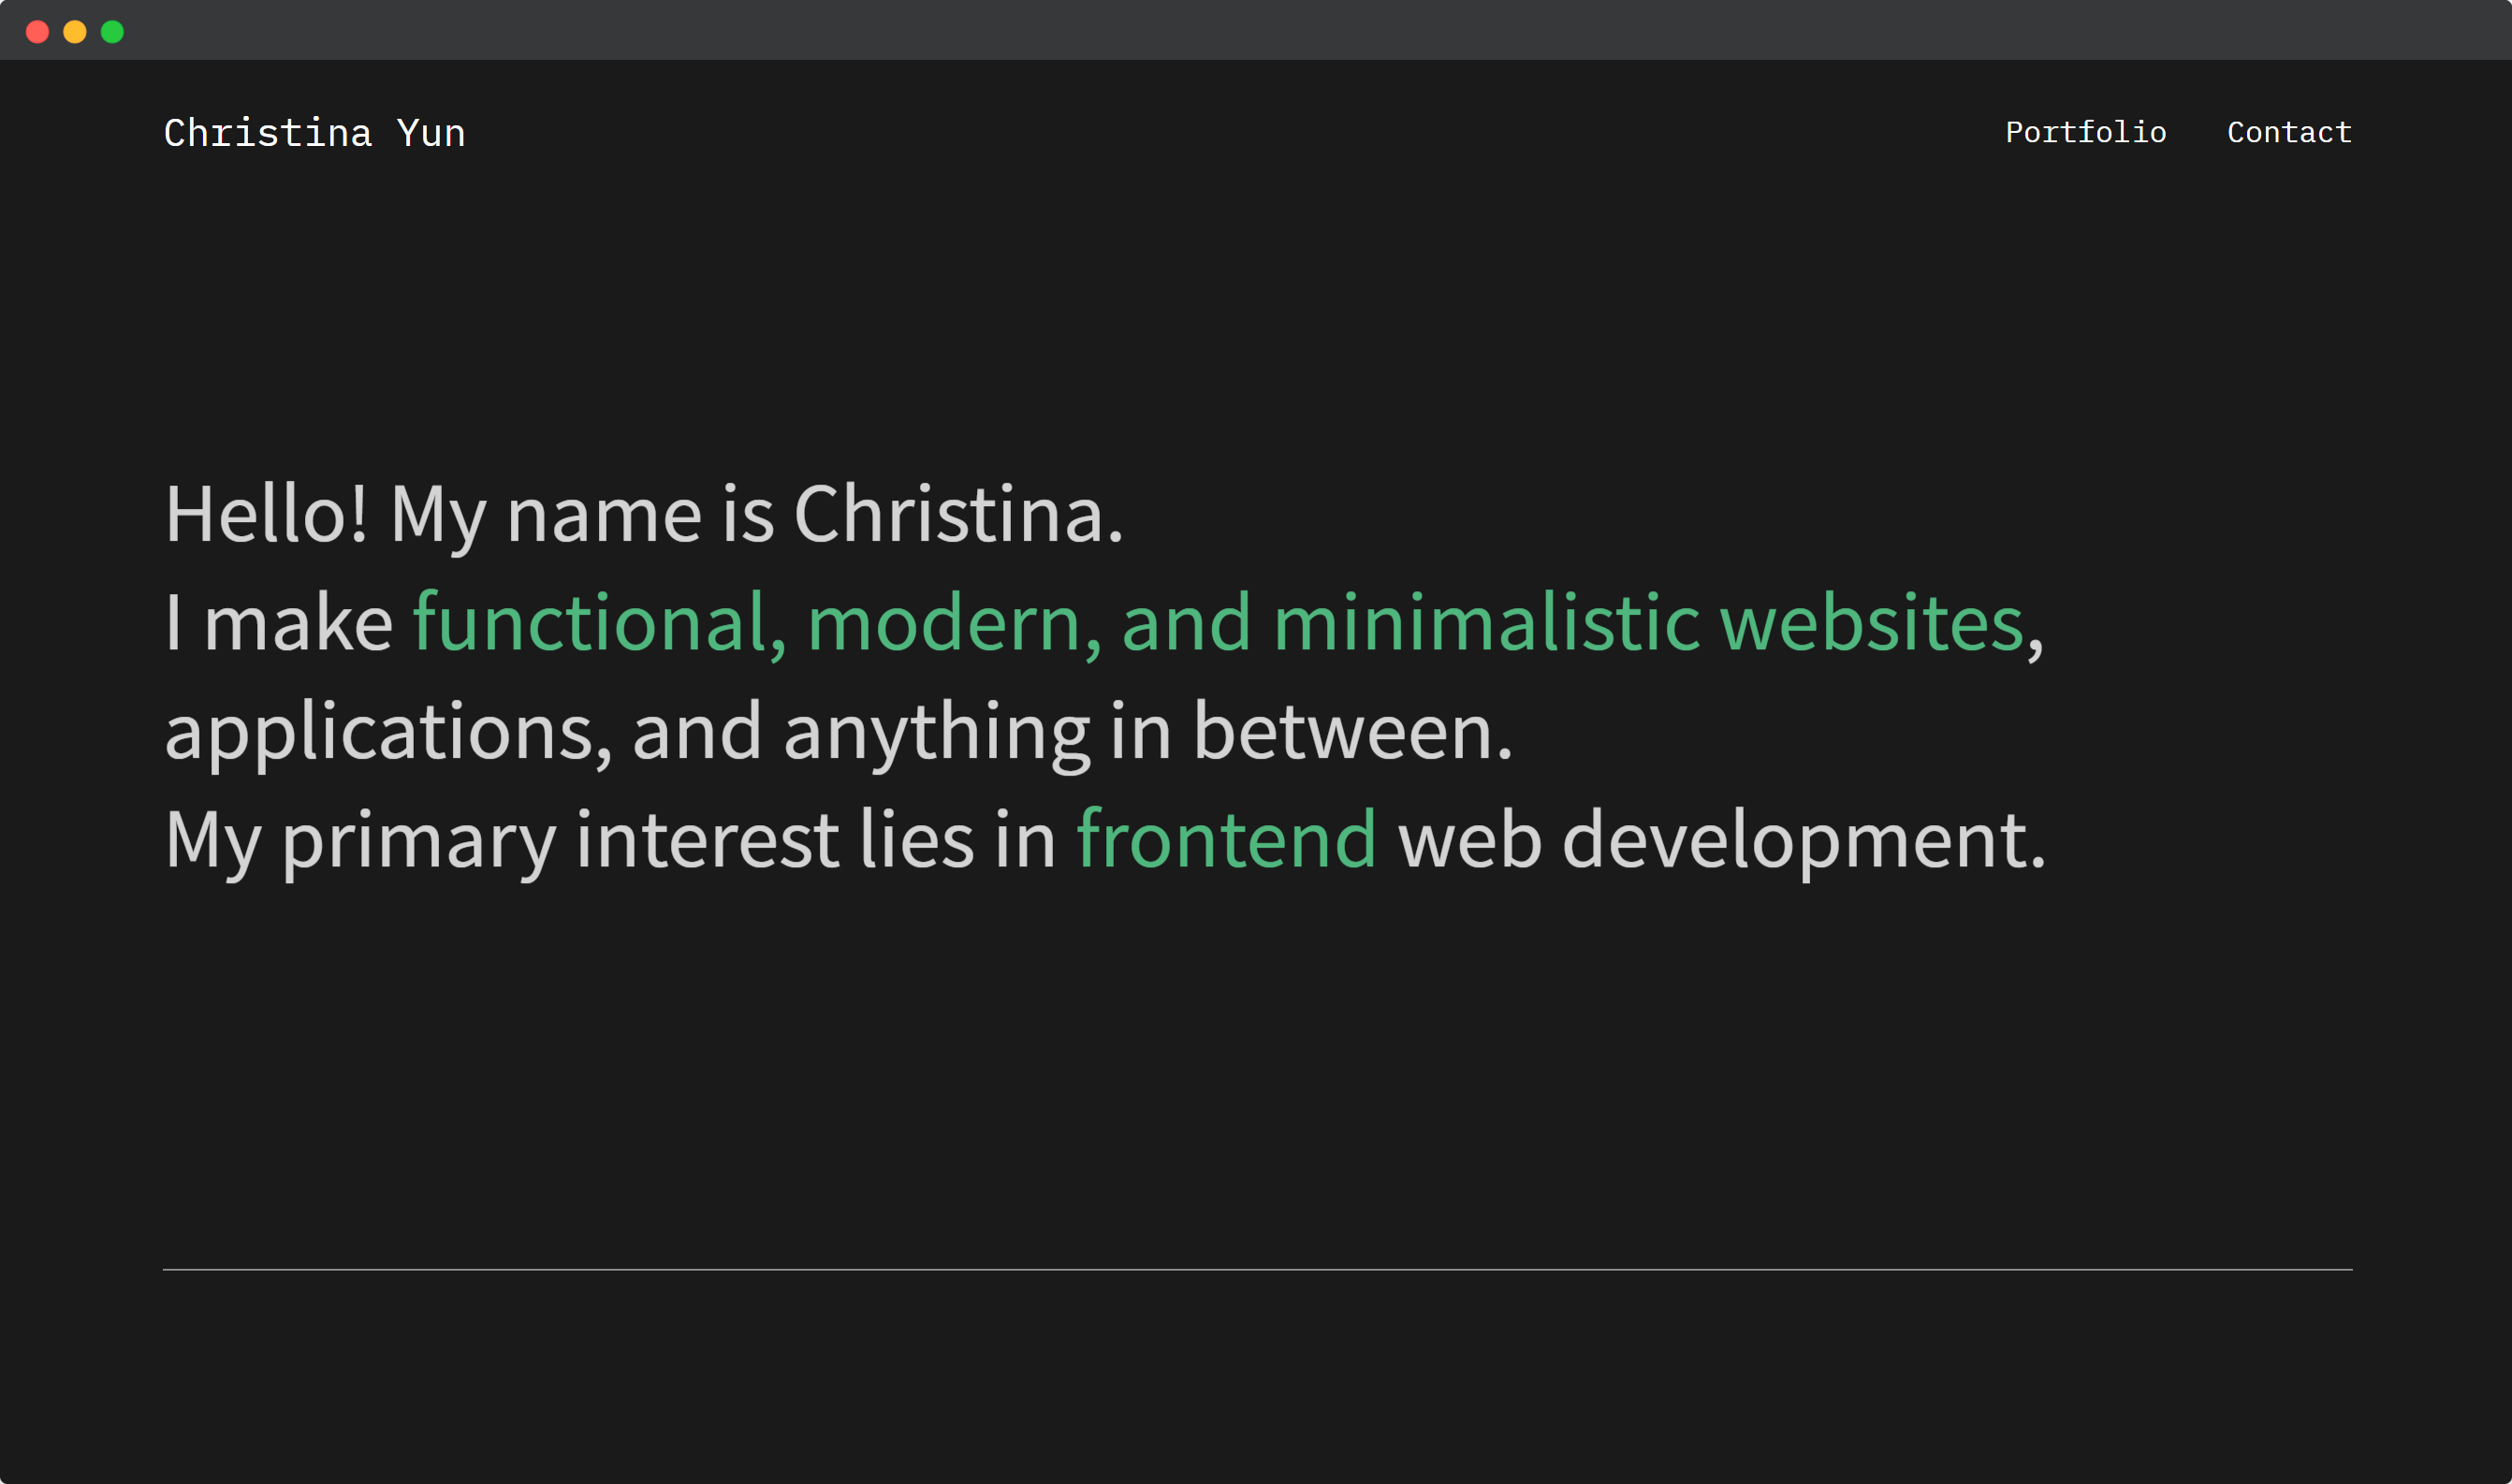 Christina Yun
Portfolio
Contact
Hello! My name is Christina.
I make functional, modern, and minimalistic websites,
applications, and anything in between.
My primary interest lies in frontend web development.